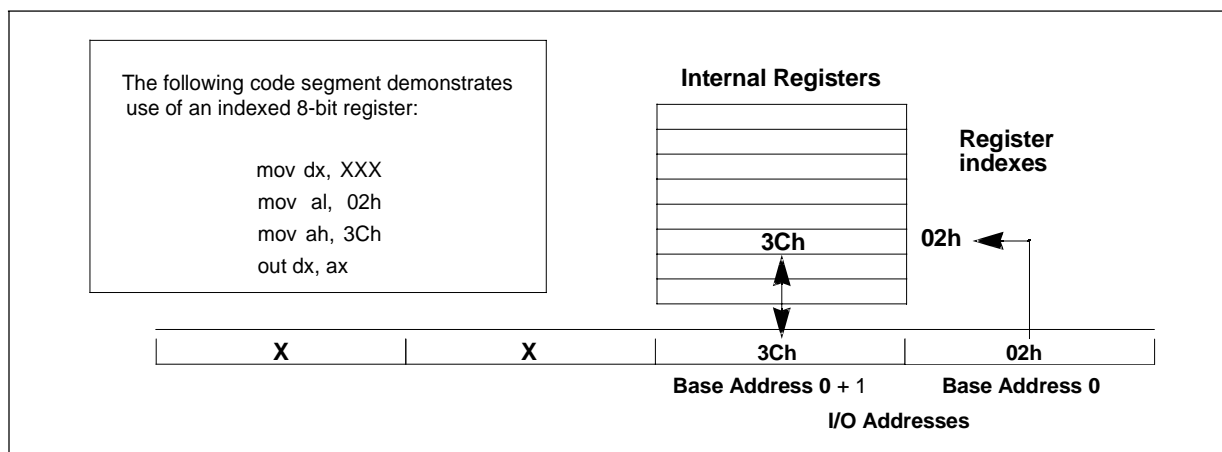 The following code segment demonstrates
use of an indexed 8-bit register:
mov dx, XXX
mov al, 02h
mov ah, 3Ch
out dx, ax
Internal Registers
Register
indexes
3Ch
02h
X X 3Ch 02h
Base Address 0 + 1 Base Address 0
I/O Addresses